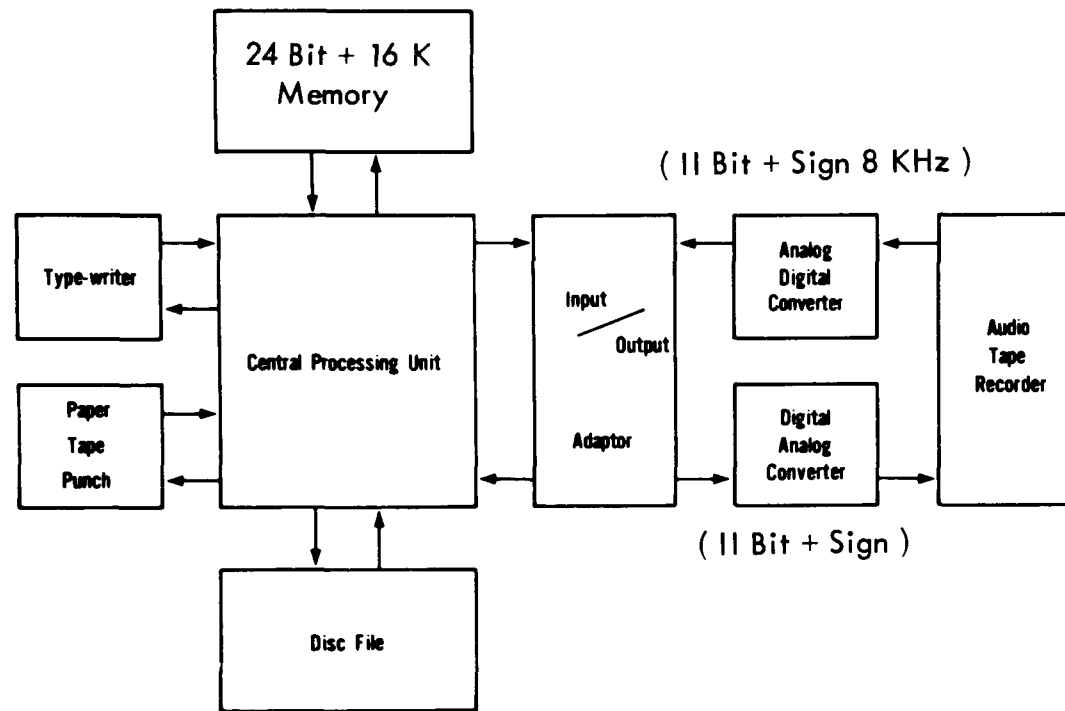 24 Bit + 16 K
Memory
( 11 Bit + Sign 8 KHz )
Type-writer
Central Processing Unit
Input
Output
Adaptor
Analog
Digital
Converter
Audio
Tape
Recorder
Paper
Tape
Punch
Digital
Analog
Converter
( 11 Bit + Sign )
Disc File